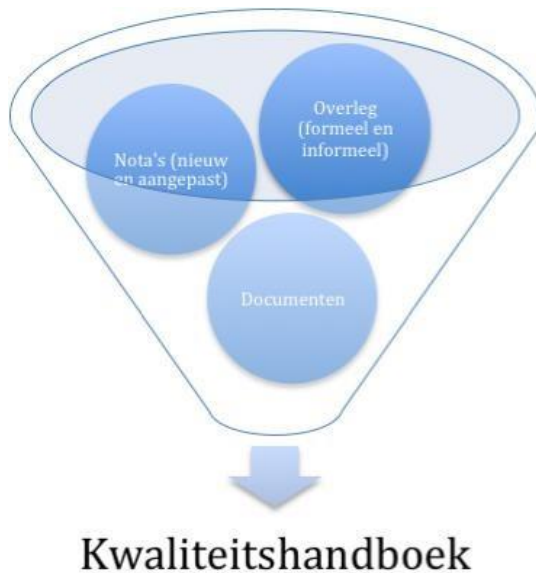 Overleg
(formeel en
informeel)
Nota's (nieuw
en aangepast)
Documenten
Kwaliteitshandboek